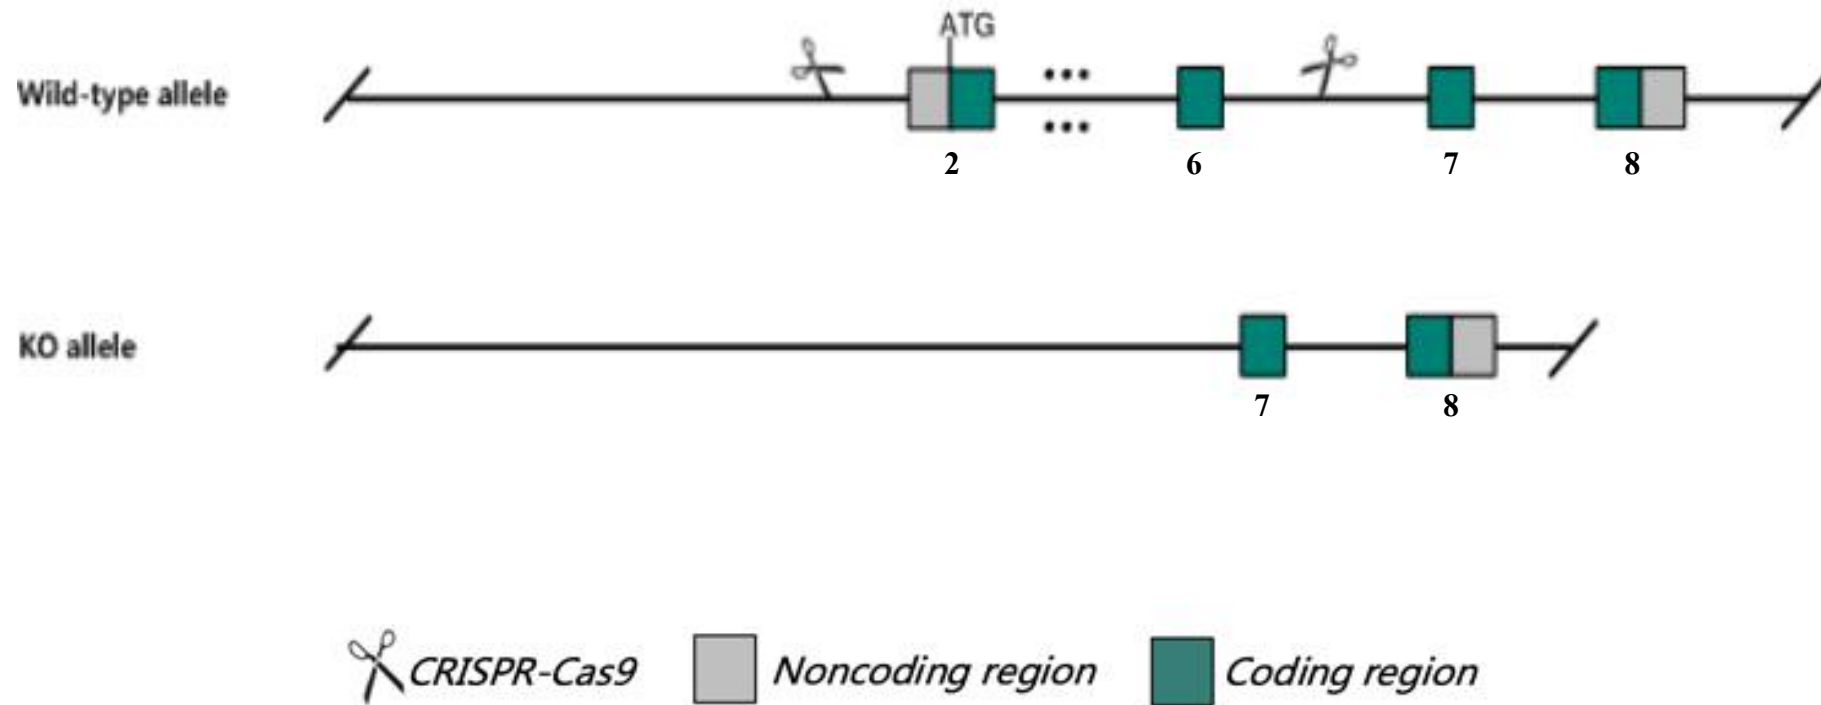 ATG
Wild-type allele
••• •••
2 6 7 8
KO allele
7 8
CRISPR-Cas9 Noncoding region Coding region